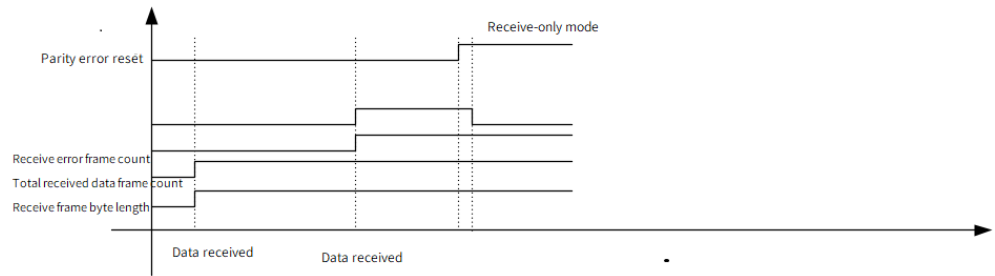 Receive-only mode
Parity error reset
Receive error frame count
Total received data frame count
Receive frame byte length
Data received
Data received